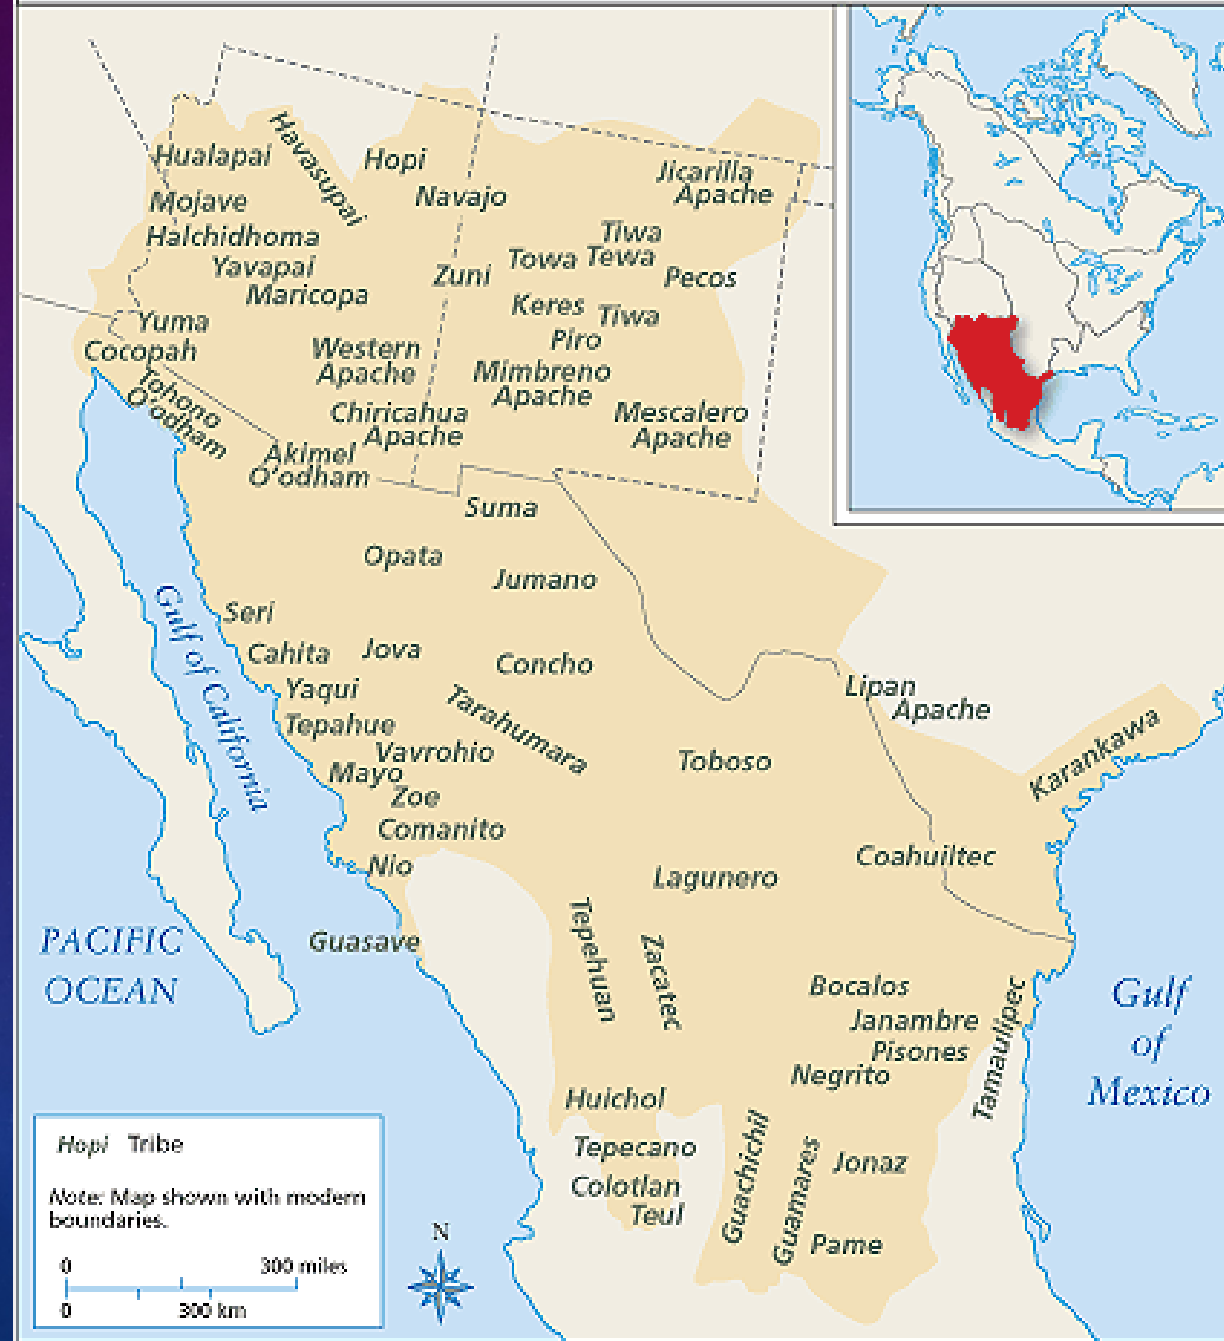 Hualapai
Havasupai
Hopi
Navajo
Jicarilla
Apache
Mojave
Halchidhoma
Yavapai
Maricopa
Zuni
Towa
Tiwa
Tewa
Pecos
Keres
Tiwa
Piro
Yuma
Cocopah
Western
Apache
Mimbreno
Apache
Tohono
O'odham
Chiricahua
Apache
Mescalero
Apache
Akimel
O'odham
Suma
Opata
Jumano
Seri
Cahita
Jova
Concho
Yaqui
Tepahue
Tarahumara
Lipan
Apache
Karankawa
Vavrohio
Mayo
Zoe
Toboso
Comanito
Nio
Lagunero
Coahuiltec
Guasave
Tepehuan
Zacatec
Bocalos
Janambre
Pisones
Negrito
Tamaulipec
Huichol
Tepecano
Colotlan
Teul
Guachichil
Guamares
Jonaz
Pame
Gulf of California
PACIFIC
OCEAN
Gulf
of
Mexico
Hopi Tribe
Note: Map shown with modern
boundaries.
0 300 miles
0 300 km
N